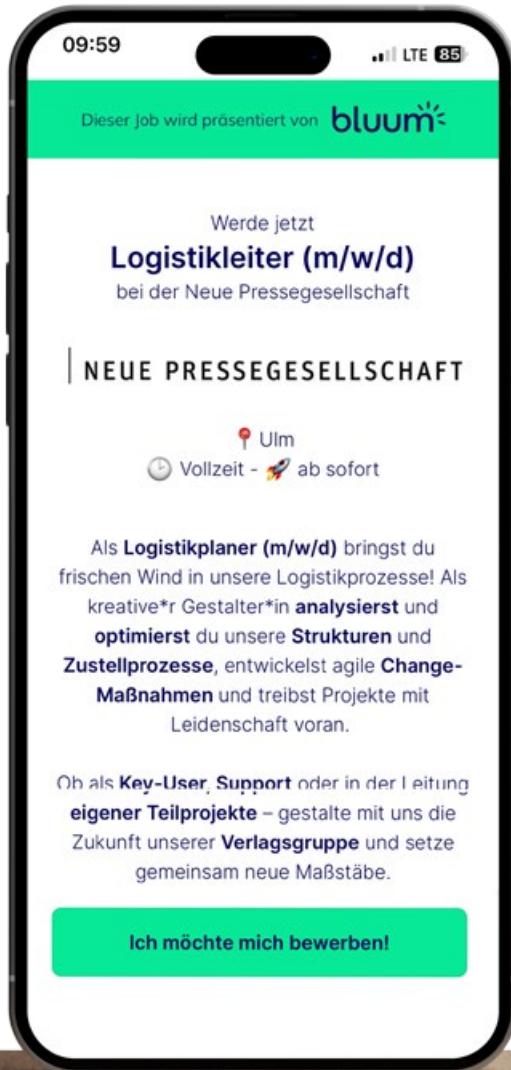 09:59 LTE 85
Dieser Job wird präsentiert von bluum
Werde jetzt
Logistikleiter (m/w/d)
bei der Neue Pressegesellschaft
NEUE PRESSEGESELLSCHAFT
Ulm
Vollzeit - ab sofort
Als Logistikplaner (m/w/d) bringst du
frischen Wind in unsere Logistikprozesse! Als
kreative*r Gestalter*in analysierst und
optimierst du unsere Strukturen und
Zustellprozesse, entwickelst agile Change-
Maßnahmen und treibst Projekte mit
Leidenschaft voran.
Ob als Key-User, Support oder in der Leitung
eigener Teilprojekte – gestalte mit uns die
Zukunft unserer Verlagsgruppe und setze
gemeinsam neue Maßstäbe.
Ich möchte mich bewerben!